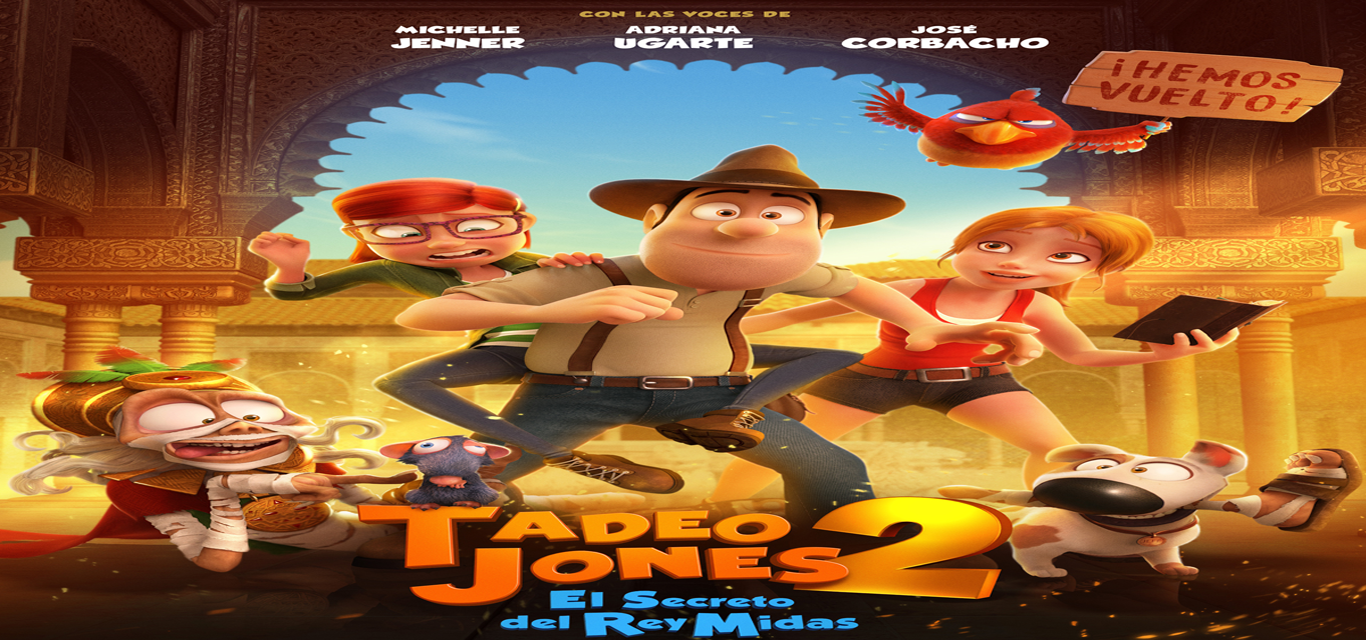 CON LAS VOCES DE
MICHELLE
JENNER
ADRIANA
UGARTE
JOSÉ
CORBACHO
¡HEMOS
VUELTO!
TADEO
JONES 2
El Secreto
del Rey Midas